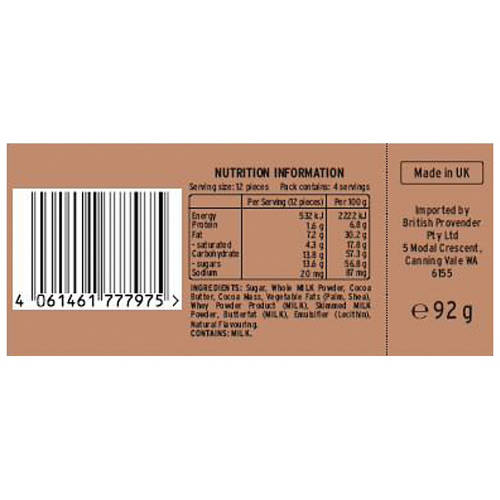 NUTRITION INFORMATION
Serving size: 12 pieces Pack contains: 4 servings
Per Serving (12 pieces) Per 100 g
Energy 532 kJ 2222 kJ
Protein 1.6 g 6.8 g
Fat 7.2 g 30.2 g
- saturated 4.3 g 17.8 g
Carbohydrate 13.8 g 57.3 g
- sugars 13.6 g 56.8 g
Sodium 20 mg 87 mg
INGREDIENTS: Sugar, Whole MILK Powder, Cocoa
Butter, Cocoa Mass, Vegetable Fats (Palm, Shea),
Whey Powder Product (MILK), Skimmed MILK
Powder, Butterfat (MILK), Emulsifier (Lecithin),
Natural Flavouring.
CONTAINS: MILK.
4 061461 777975 >
Made in UK
Imported by
British Provender
Pty Ltd
5 Modal Crescent,
Canning Vale WA
6155
℮ 92 g